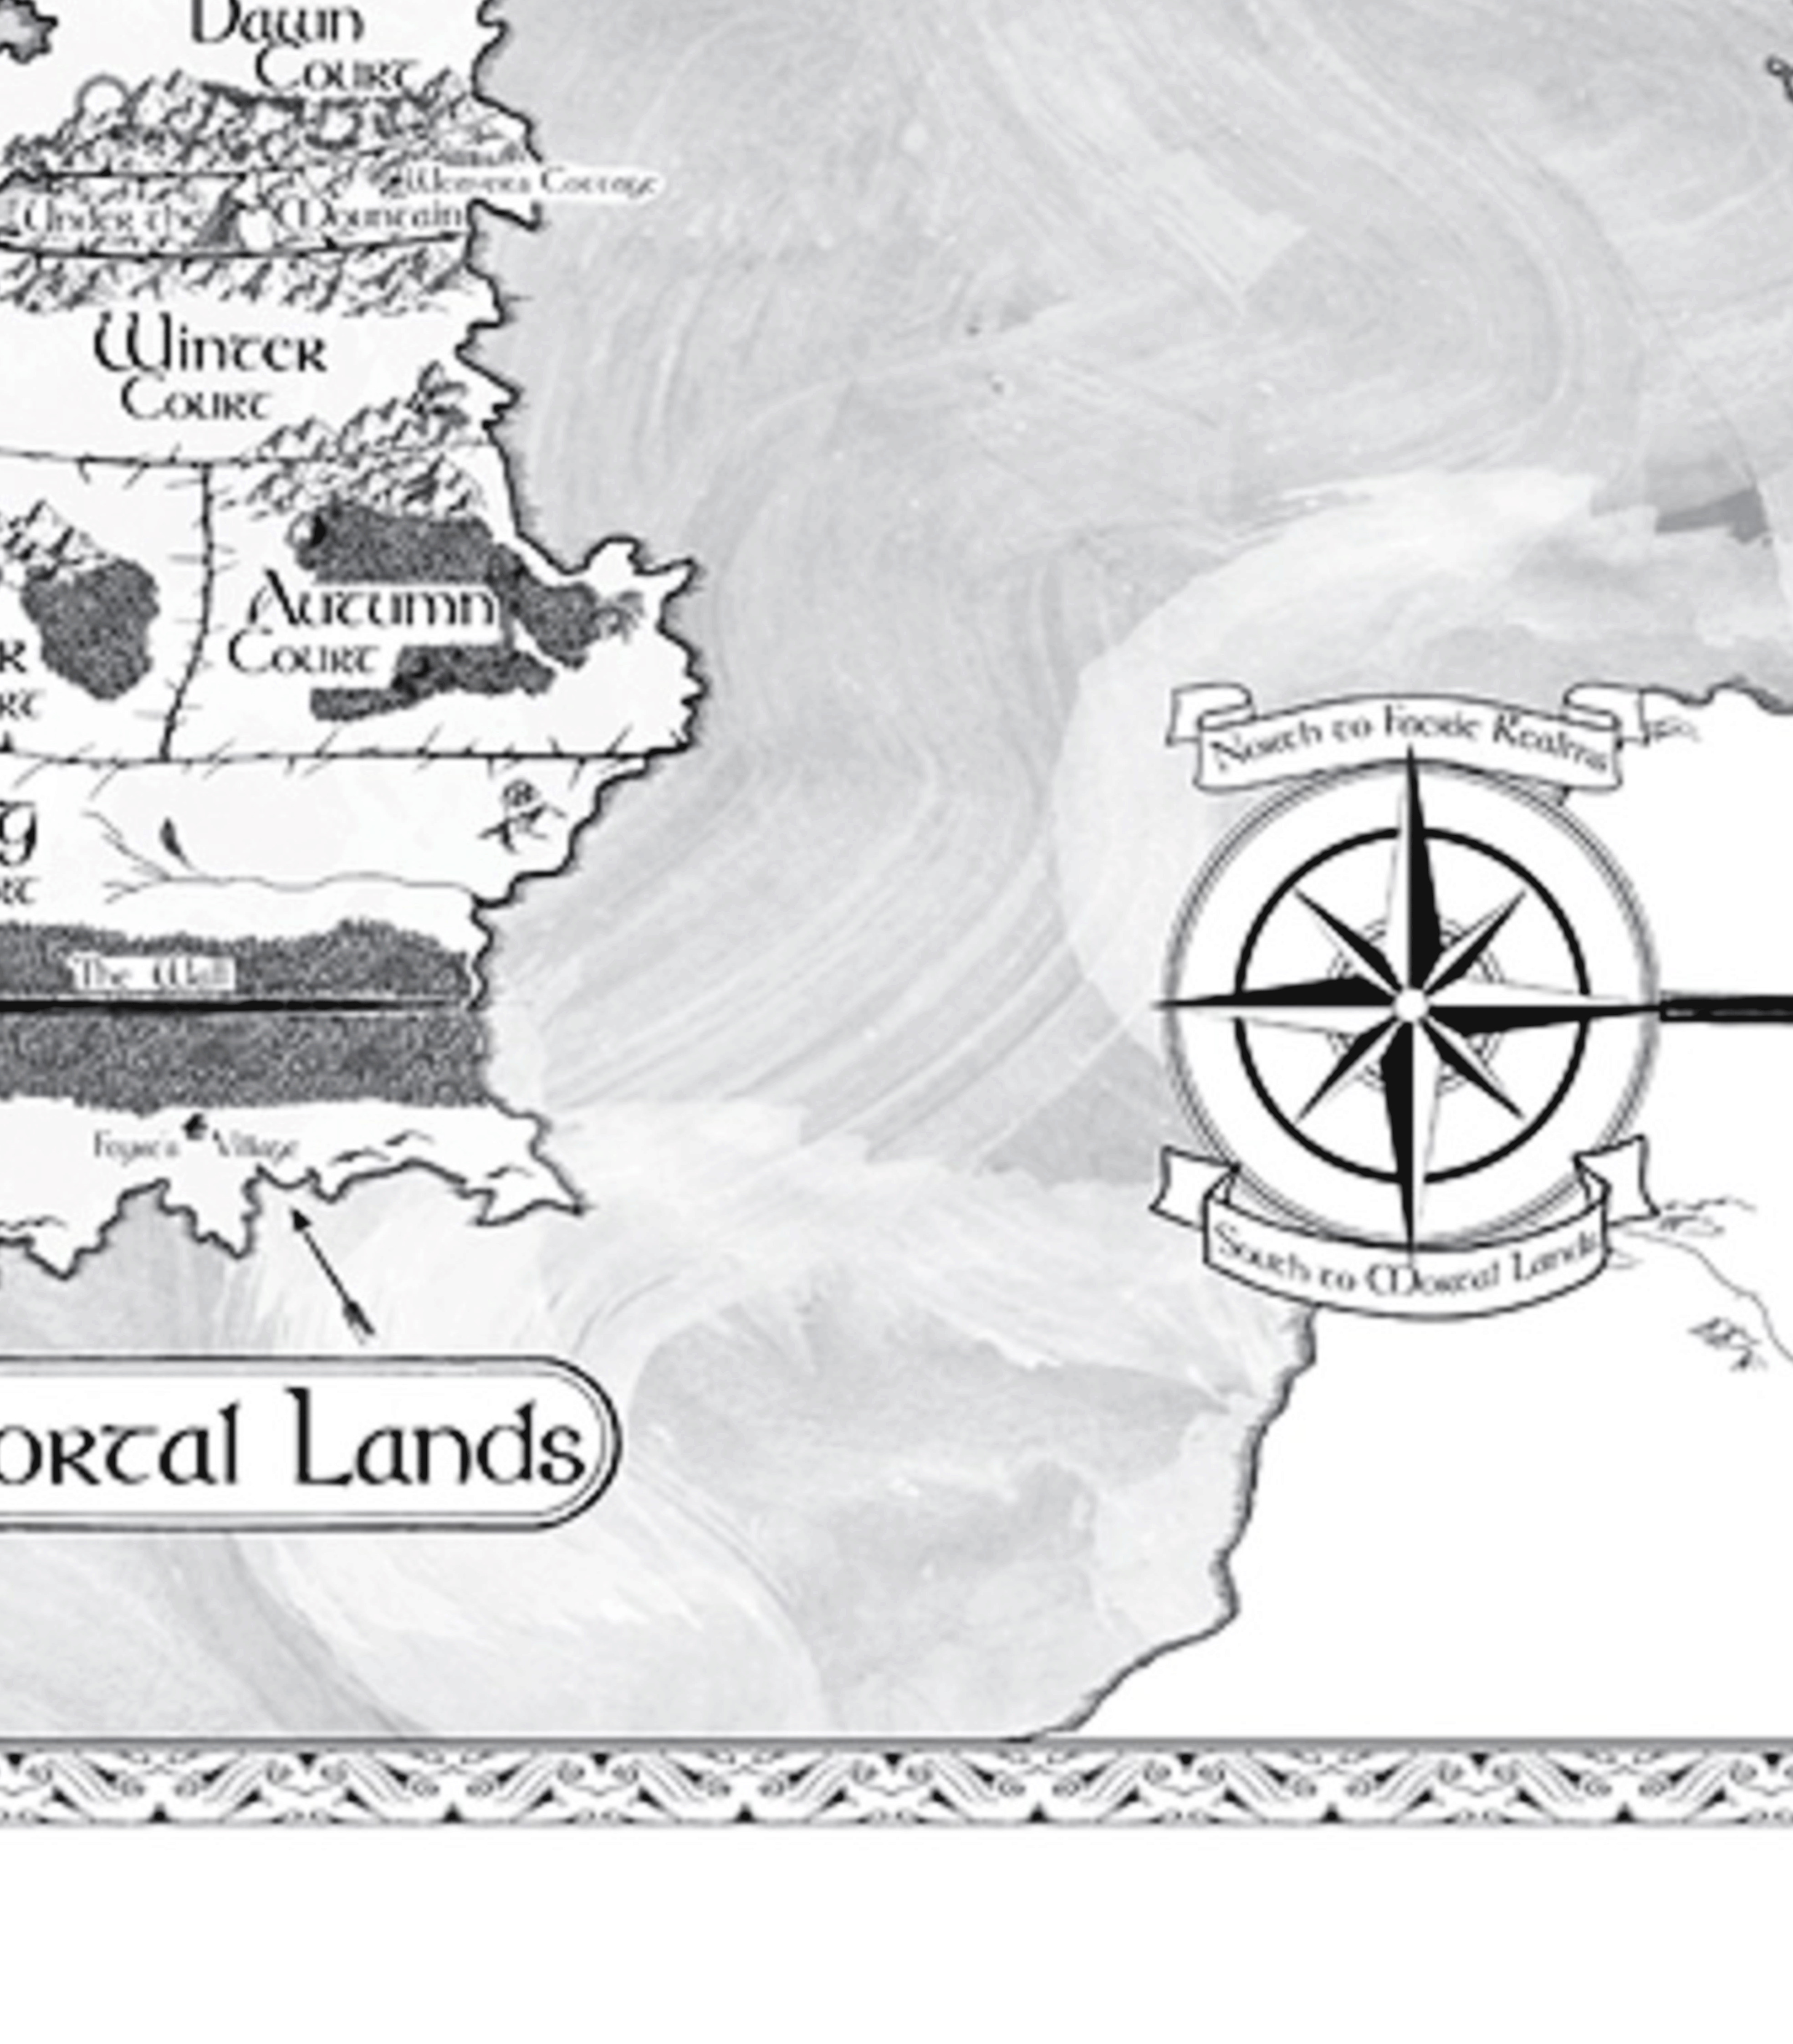 Dawn
Court
Weaver's Cottage
Under the Mountain
Winter
Court
Autumn
Court
R
RT
g
RT
The Wall
Feyre's Village
ortal Lands
North to Faerie Realms
South to Mortal Lands